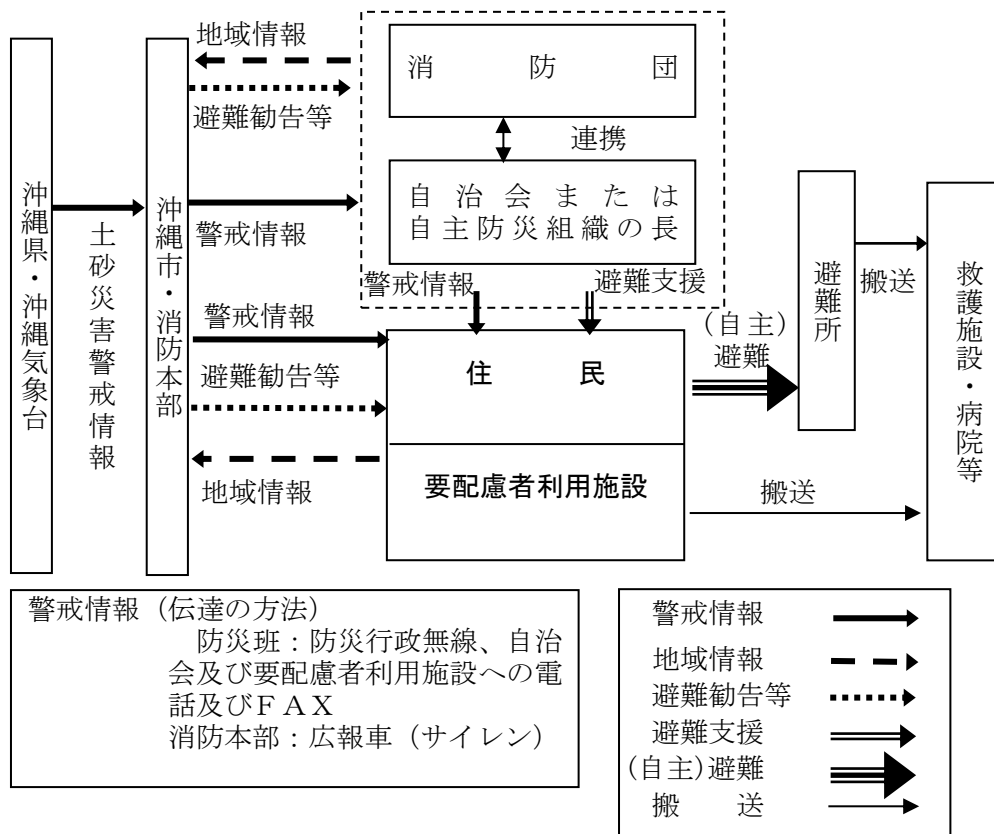 沖縄県・沖縄気象台
土砂災害警戒情報
沖縄市・消防本部
地域情報
避難勧告等
警戒情報
消防団
連携
自治会または
自主防災組織の長
警戒情報
避難支援
警戒情報
避難勧告等
地域情報
住民
要配慮者利用施設
(自主)
避難
避難所
搬送
搬送
救護施設・病院等
警戒情報（伝達の方法）
防災班：防災行政無線、自治
会及び要配慮者利用施設への電
話及びＦＡＸ
消防本部：広報車（サイレン）
警戒情報
地域情報
避難勧告等
避難支援
(自主)避難
搬送